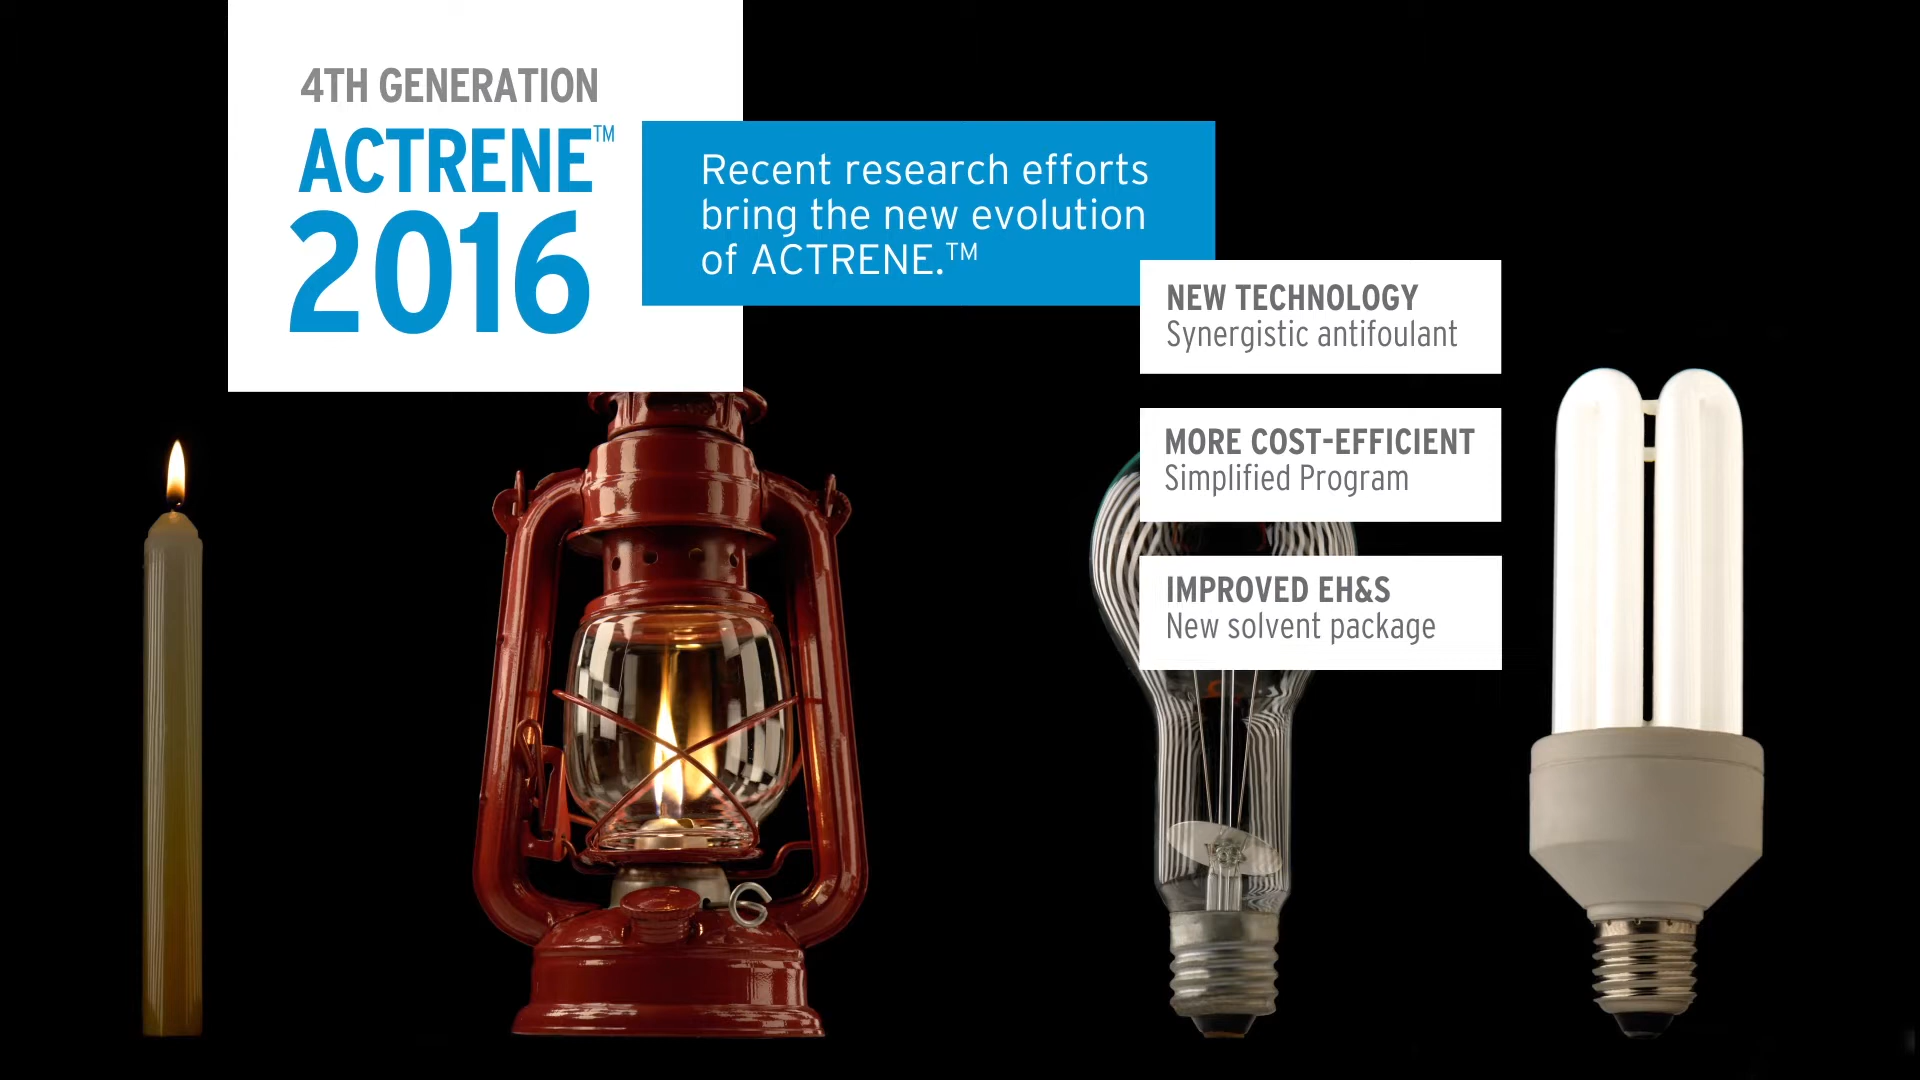 4TH GENERATION
ACTRENE™
2016
Recent research efforts
bring the new evolution
of ACTRENE.™
NEW TECHNOLOGY
Synergistic antifoulant
MORE COST-EFFICIENT
Simplified Program
IMPROVED EH&S
New solvent package